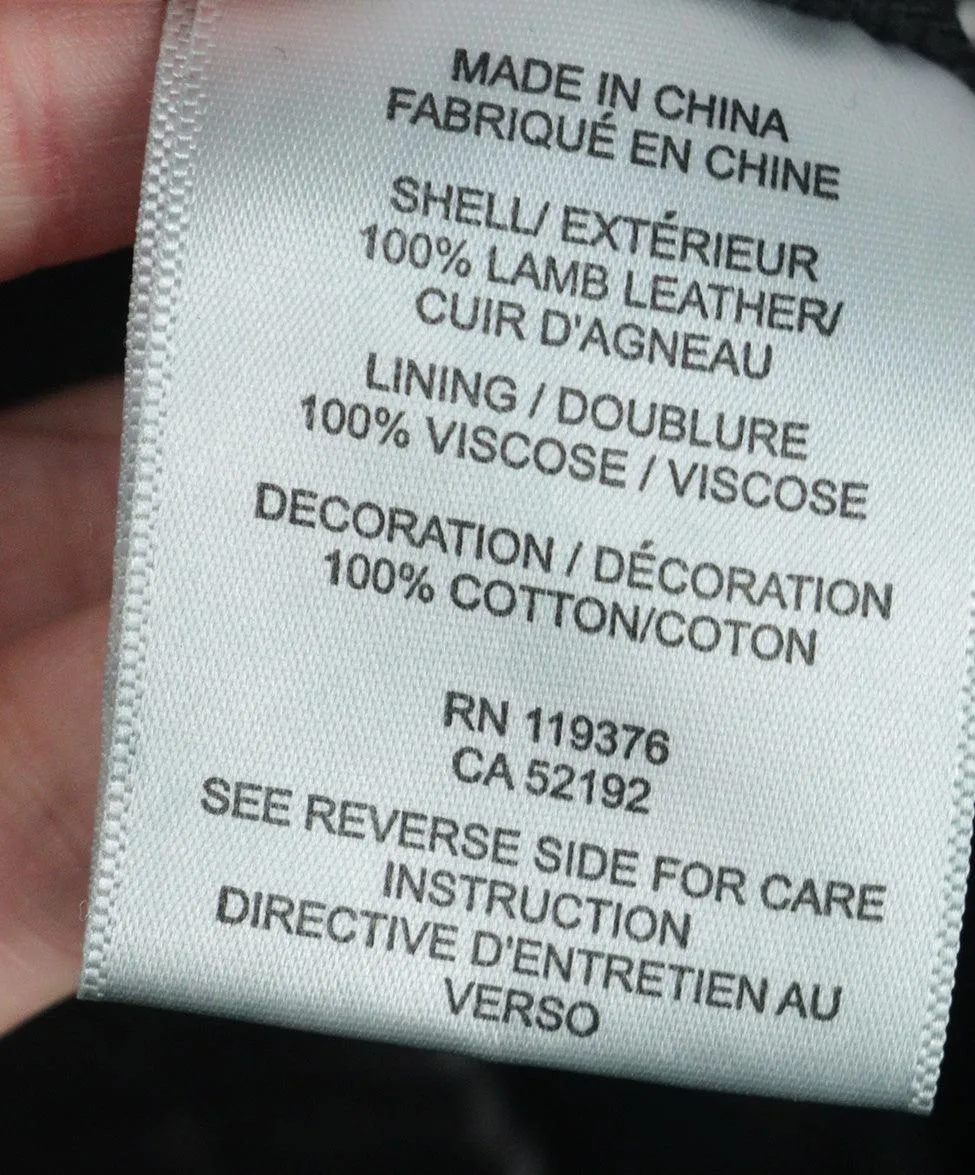 MADE IN CHINA
FABRIQUÉ EN CHINE
SHELL/ EXTÉRIEUR
100% LAMB LEATHER/
CUIR D'AGNEAU
LINING / DOUBLURE
100% VISCOSE / VISCOSE
DECORATION / DÉCORATION
100% COTTON/COTON
RN 119376
CA 52192
SEE REVERSE SIDE FOR CARE
INSTRUCTION
DIRECTIVE D'ENTRETIEN AU
VERSO